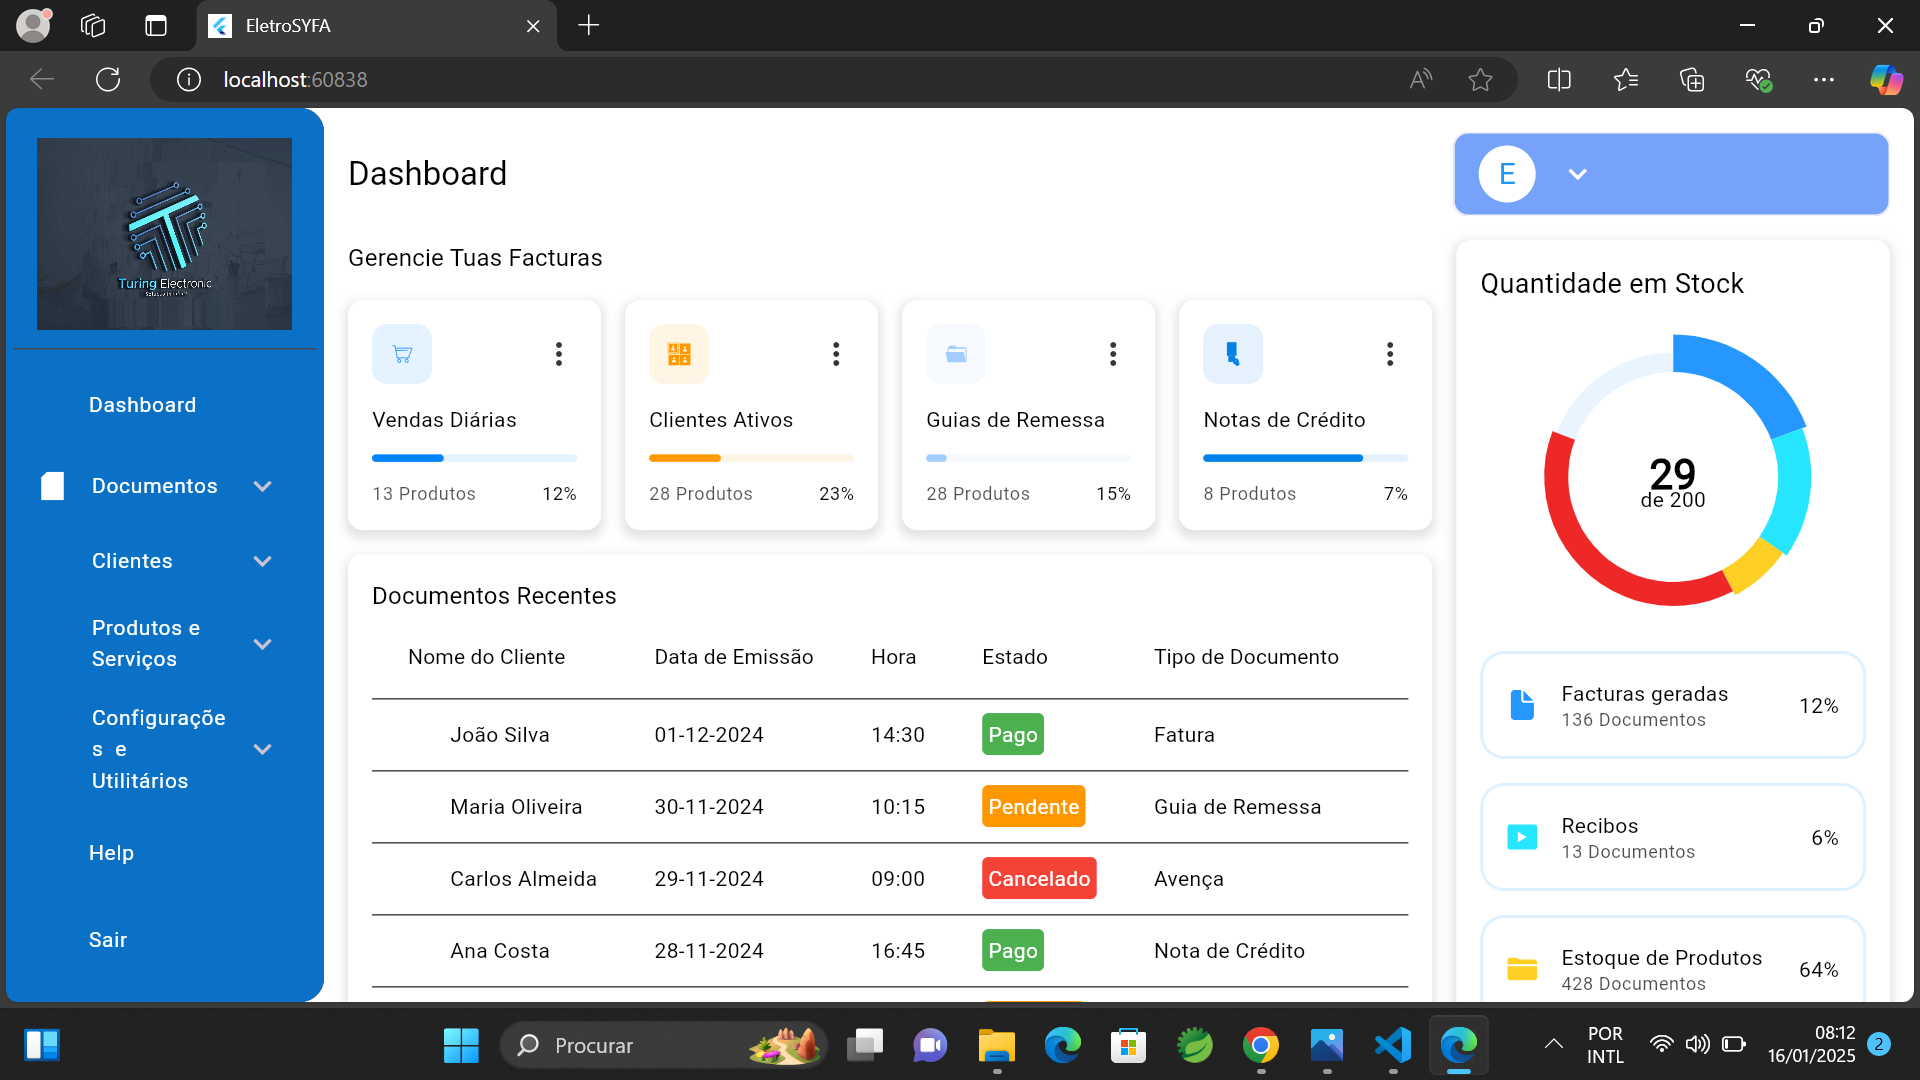 EletroSYFA
localhost:60838
Turing Electronic
Dashboard
Documentos
Clientes
Produtos e
Serviços
Configuraçõe
s e
Utilitários
Help
Sair
Dashboard
E
Gerencie Tuas Facturas
Vendas Diárias
13 Produtos 12%
Clientes Ativos
28 Produtos 23%
Guias de Remessa
28 Produtos 15%
Notas de Crédito
8 Produtos 7%
Documentos Recentes
Nome do Cliente Data de Emissão Hora Estado Tipo de Documento
João Silva 01-12-2024 14:30 Pago Fatura
Maria Oliveira 30-11-2024 10:15 Pendente Guia de Remessa
Carlos Almeida 29-11-2024 09:00 Cancelado Avença
Ana Costa 28-11-2024 16:45 Pago Nota de Crédito
Quantidade em Stock
29
de 200
Facturas geradas
136 Documentos
12%
Recibos
13 Documentos
6%
Estoque de Produtos
428 Documentos
64%
Procurar
POR
INTL
08:12
16/01/2025
2